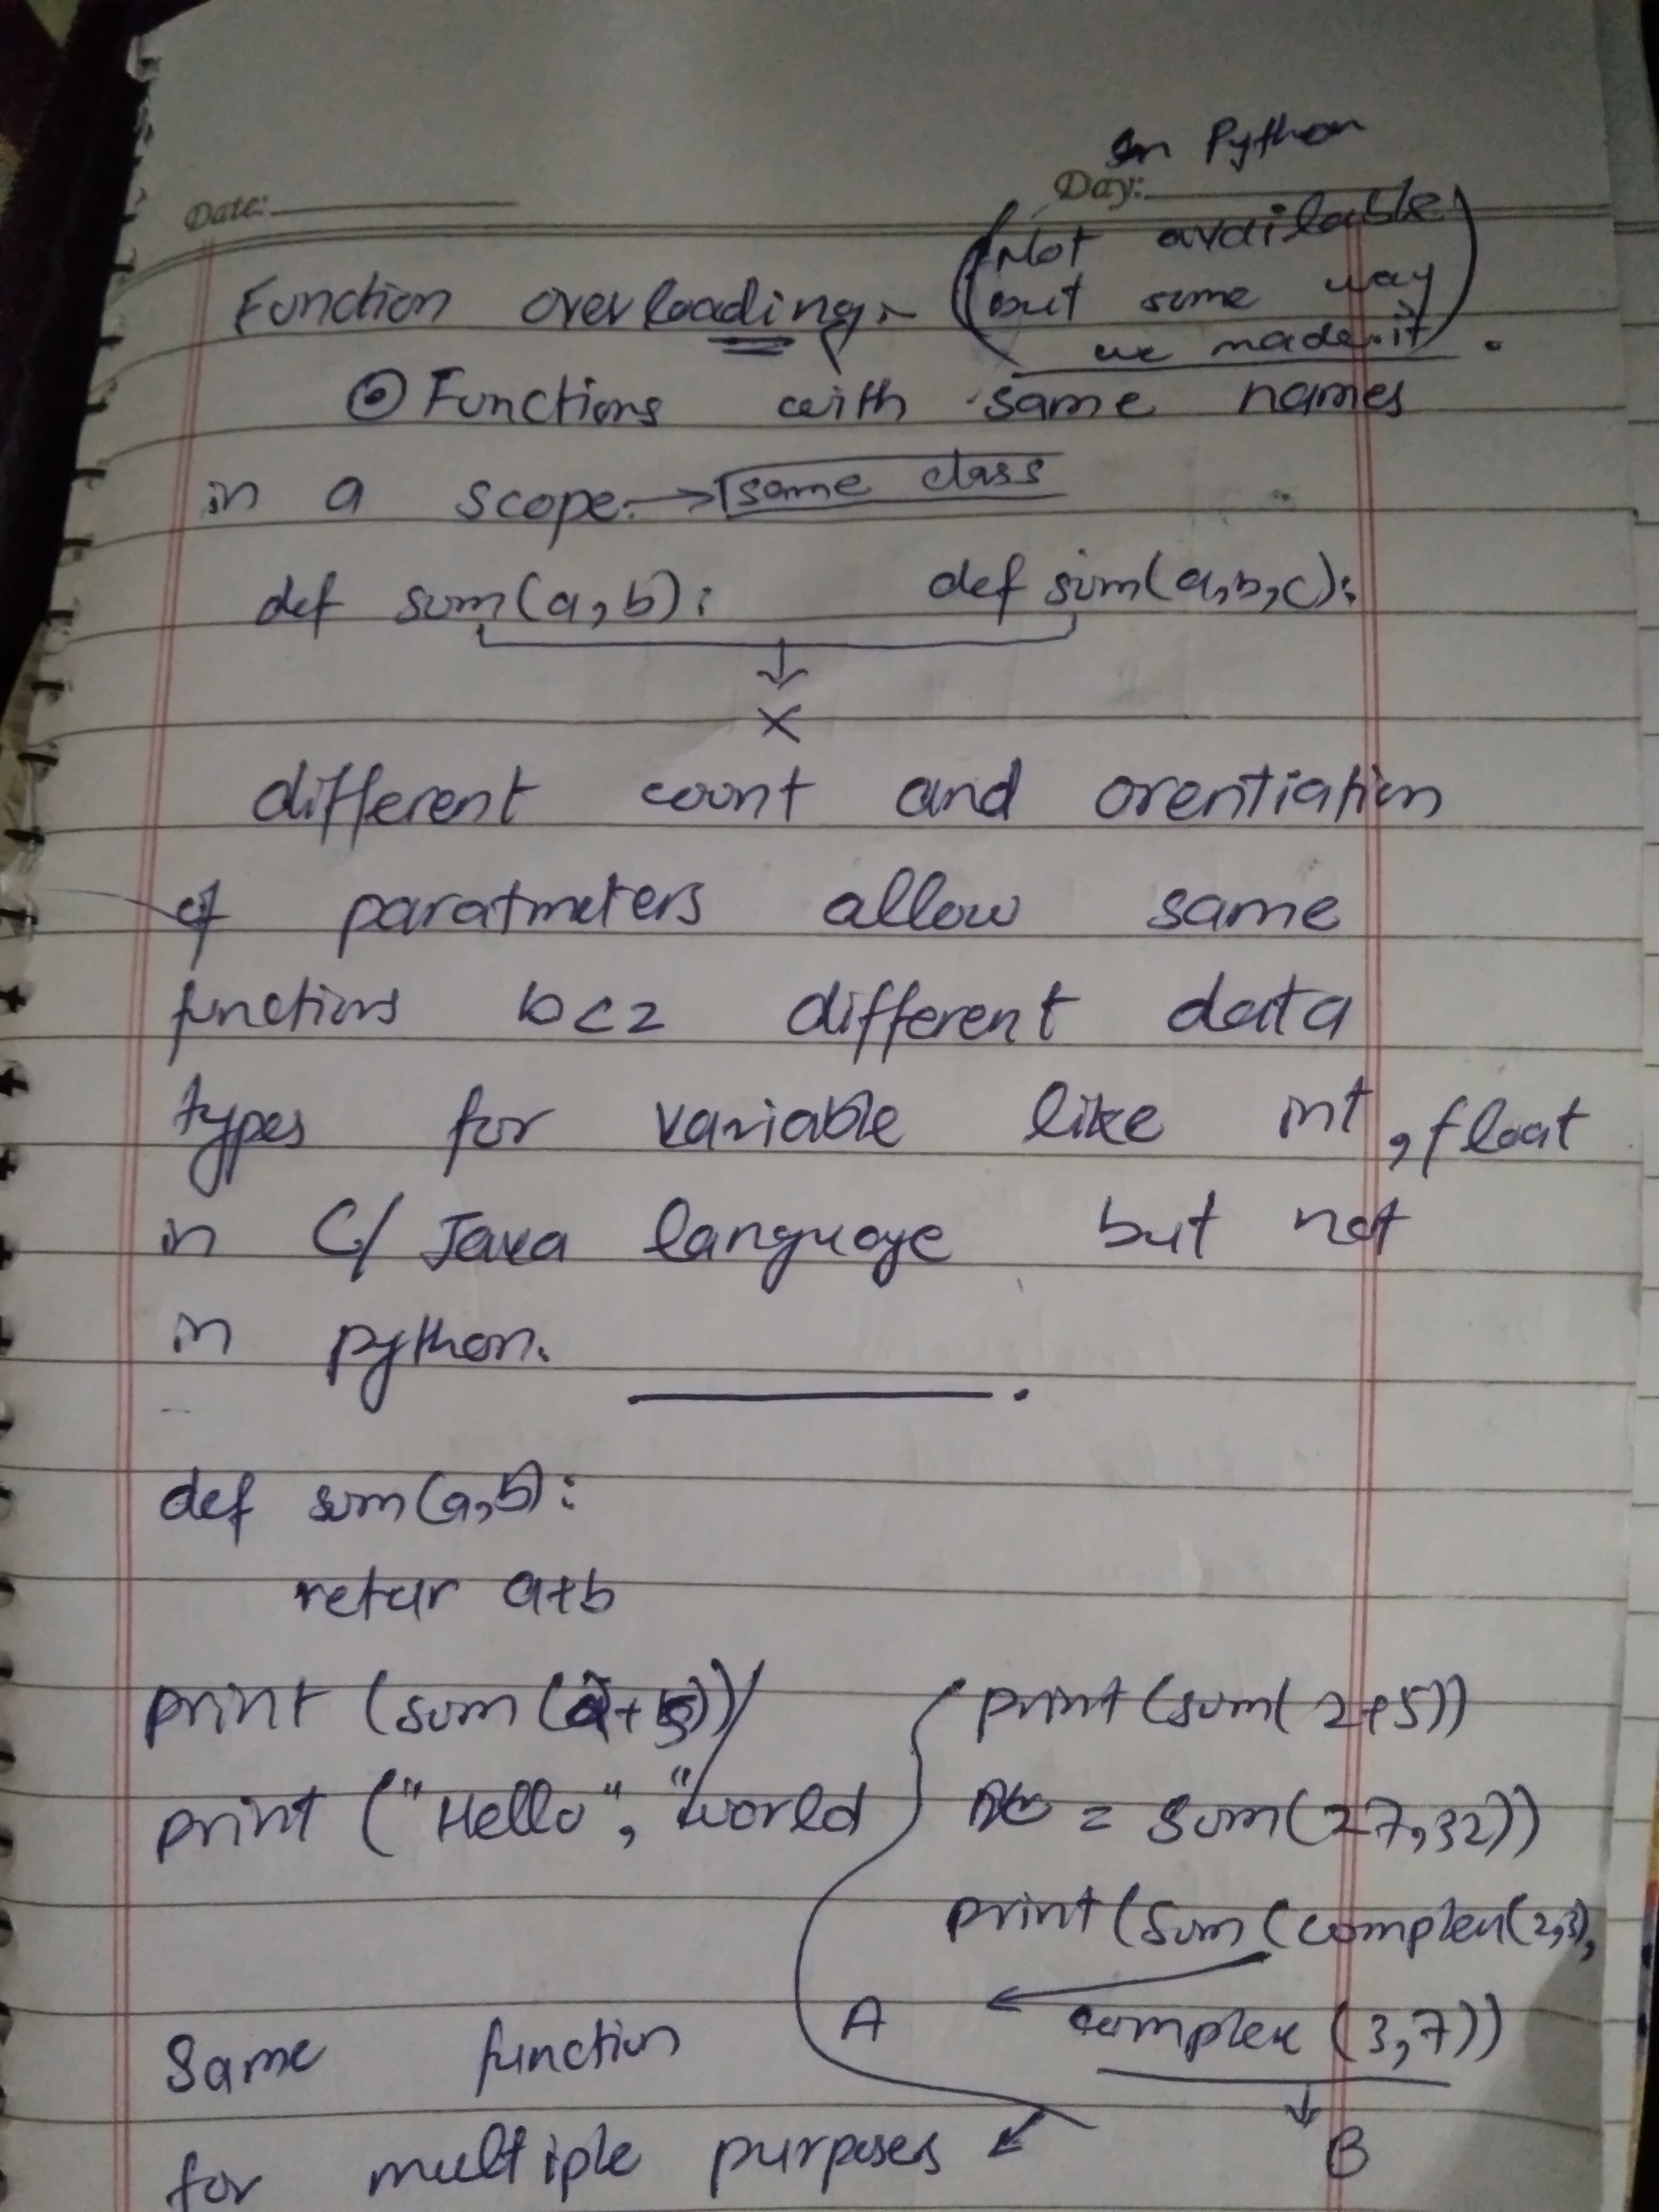 In Python
Date:
Day:
(Not available
but some way
we made it).
Function overloading:-
Functions with same names
in a scope. → same class
def sum(a,b): def sum(a,b,c):
↓
×
different count and orentiation
of paratmeters allow same
functions bcz different data
types for variable like int, float
in C/ Java language but not
in python.
def sum(a,b):
retur a+b
print (sum( + ))
print ("Hello", "world
print (sum( 2+5))
= sum(27,32))
print (sum (complex(2,3),
A complex (3,7))
↓
B
Same function
for multiple purposes